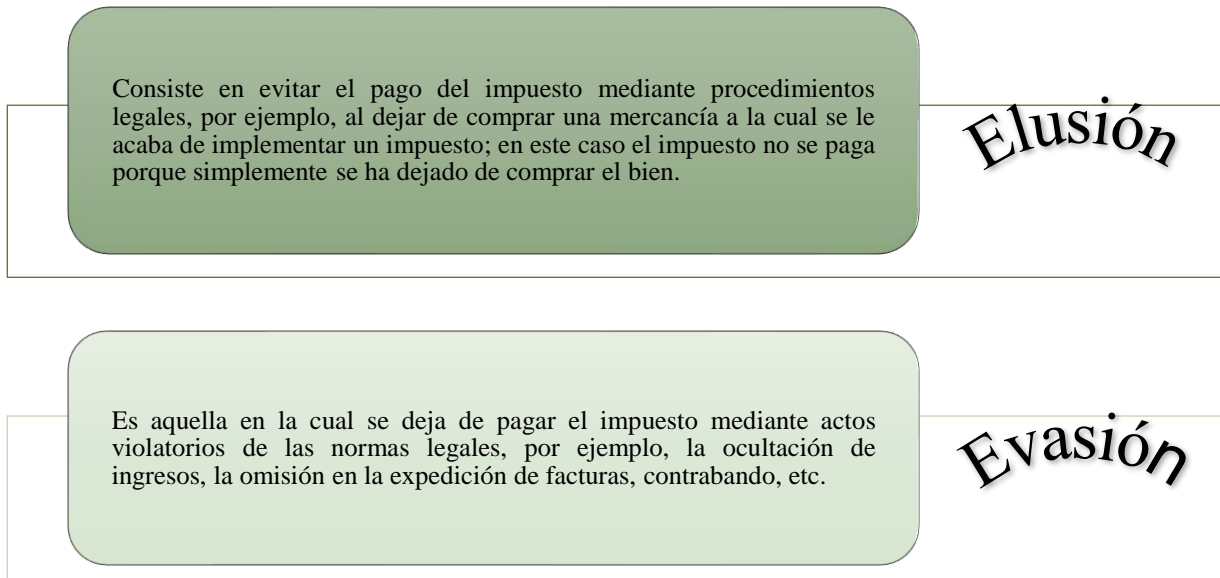 Consiste en evitar el pago del impuesto mediante procedimientos
legales, por ejemplo, al dejar de comprar una mercancía a la cual se le
acaba de implementar un impuesto; en este caso el impuesto no se paga
porque simplemente se ha dejado de comprar el bien.
Elusión
Es aquella en la cual se deja de pagar el impuesto mediante actos
violatorios de las normas legales, por ejemplo, la ocultación de
ingresos, la omisión en la expedición de facturas, contrabando, etc.
Evasión